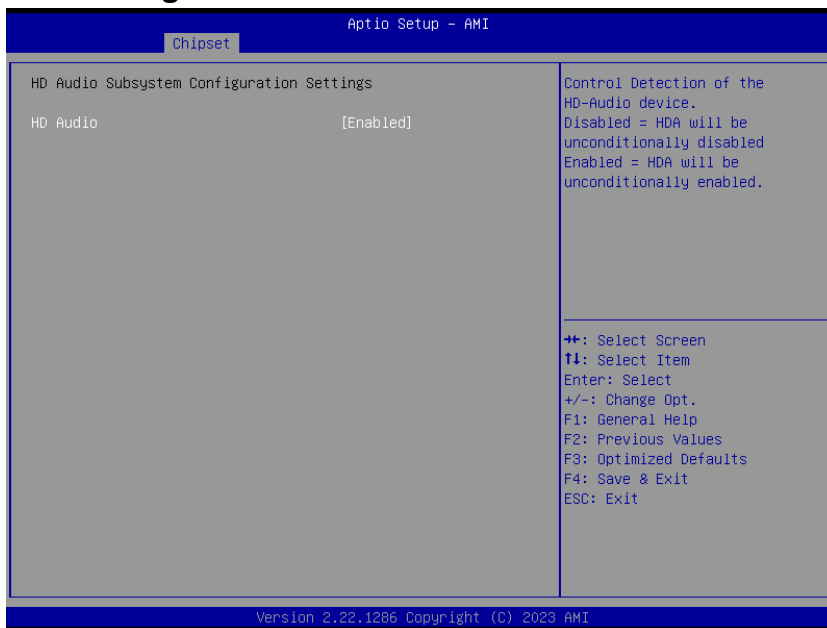 Aptio Setup – AMI
Chipset
HD Audio Subsystem Configuration Settings
HD Audio [Enabled]
Control Detection of the
HD-Audio device.
Disabled = HDA will be
unconditionally disabled
Enabled = HDA will be
unconditionally enabled.
→←: Select Screen
↑↓: Select Item
Enter: Select
+/-: Change Opt.
F1: General Help
F2: Previous Values
F3: Optimized Defaults
F4: Save & Exit
ESC: Exit
Version 2.22.1286 Copyright (C) 2023 AMI